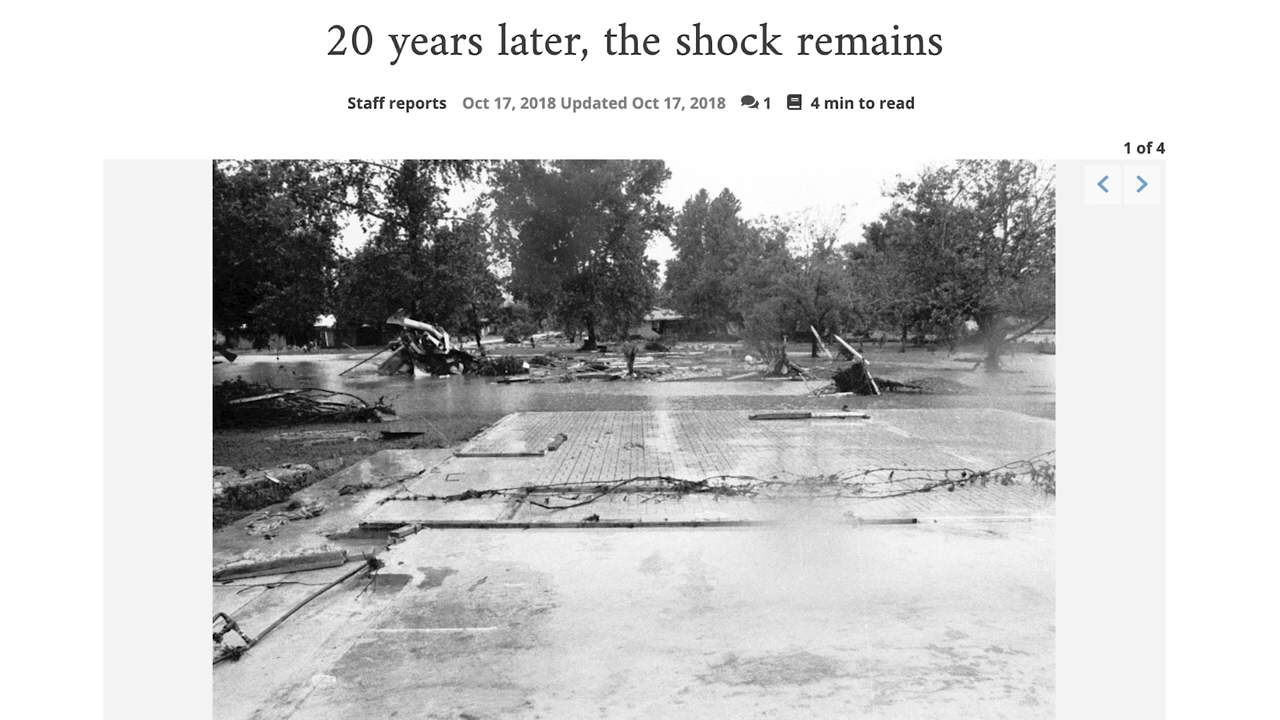 20 years later, the shock remains
Staff reports Oct 17, 2018 Updated Oct 17, 2018 1 4 min to read
1 of 4